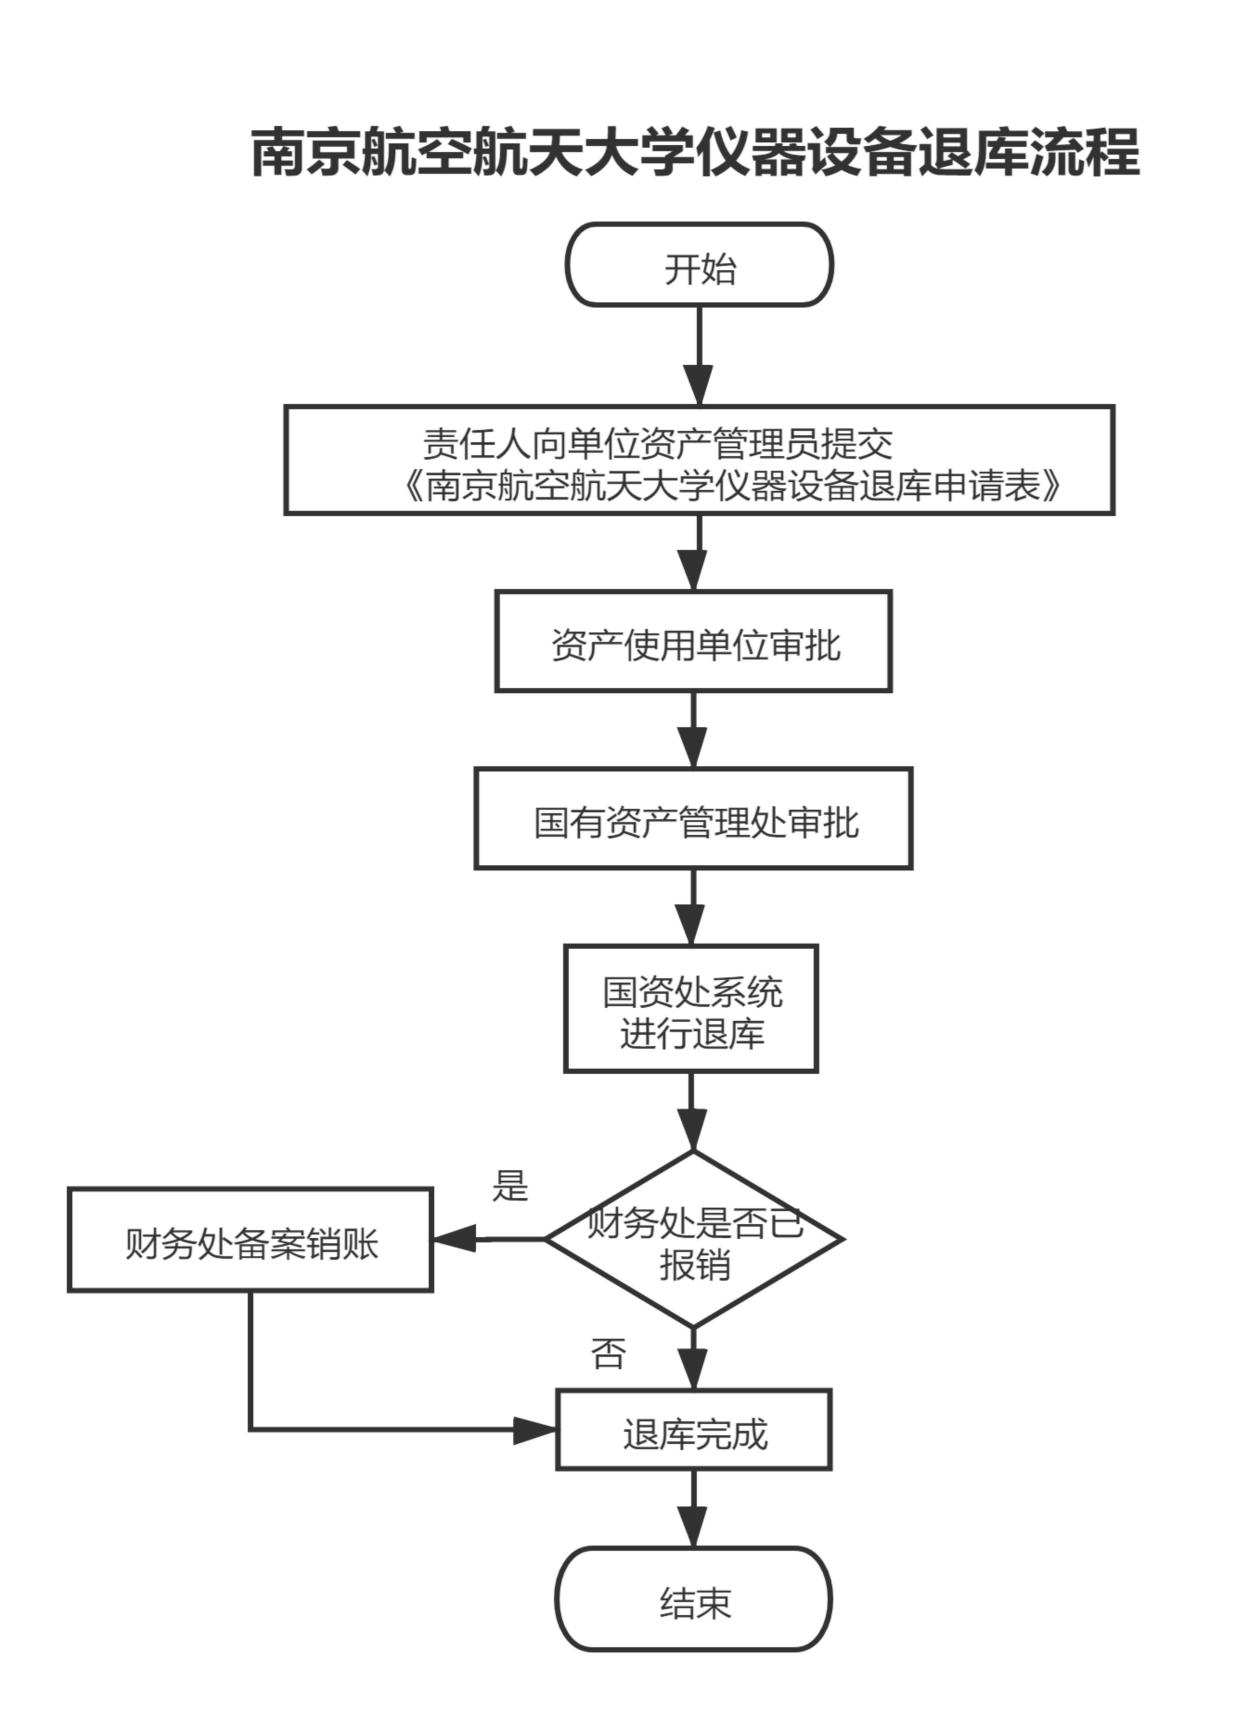 南京航空航天大学仪器设备退库流程
开始
责任人向单位资产管理员提交
《南京航空航天大学仪器设备退库申请表》
资产使用单位审批
国有资产管理处审批
国资处系统
进行退库
是
财务处是否已
报销
财务处备案销账
否
退库完成
结束